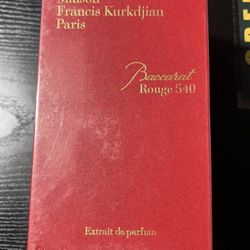 Maison
Francis Kurkdjian
Paris
Baccarat
Rouge 540
Extrait de parfum